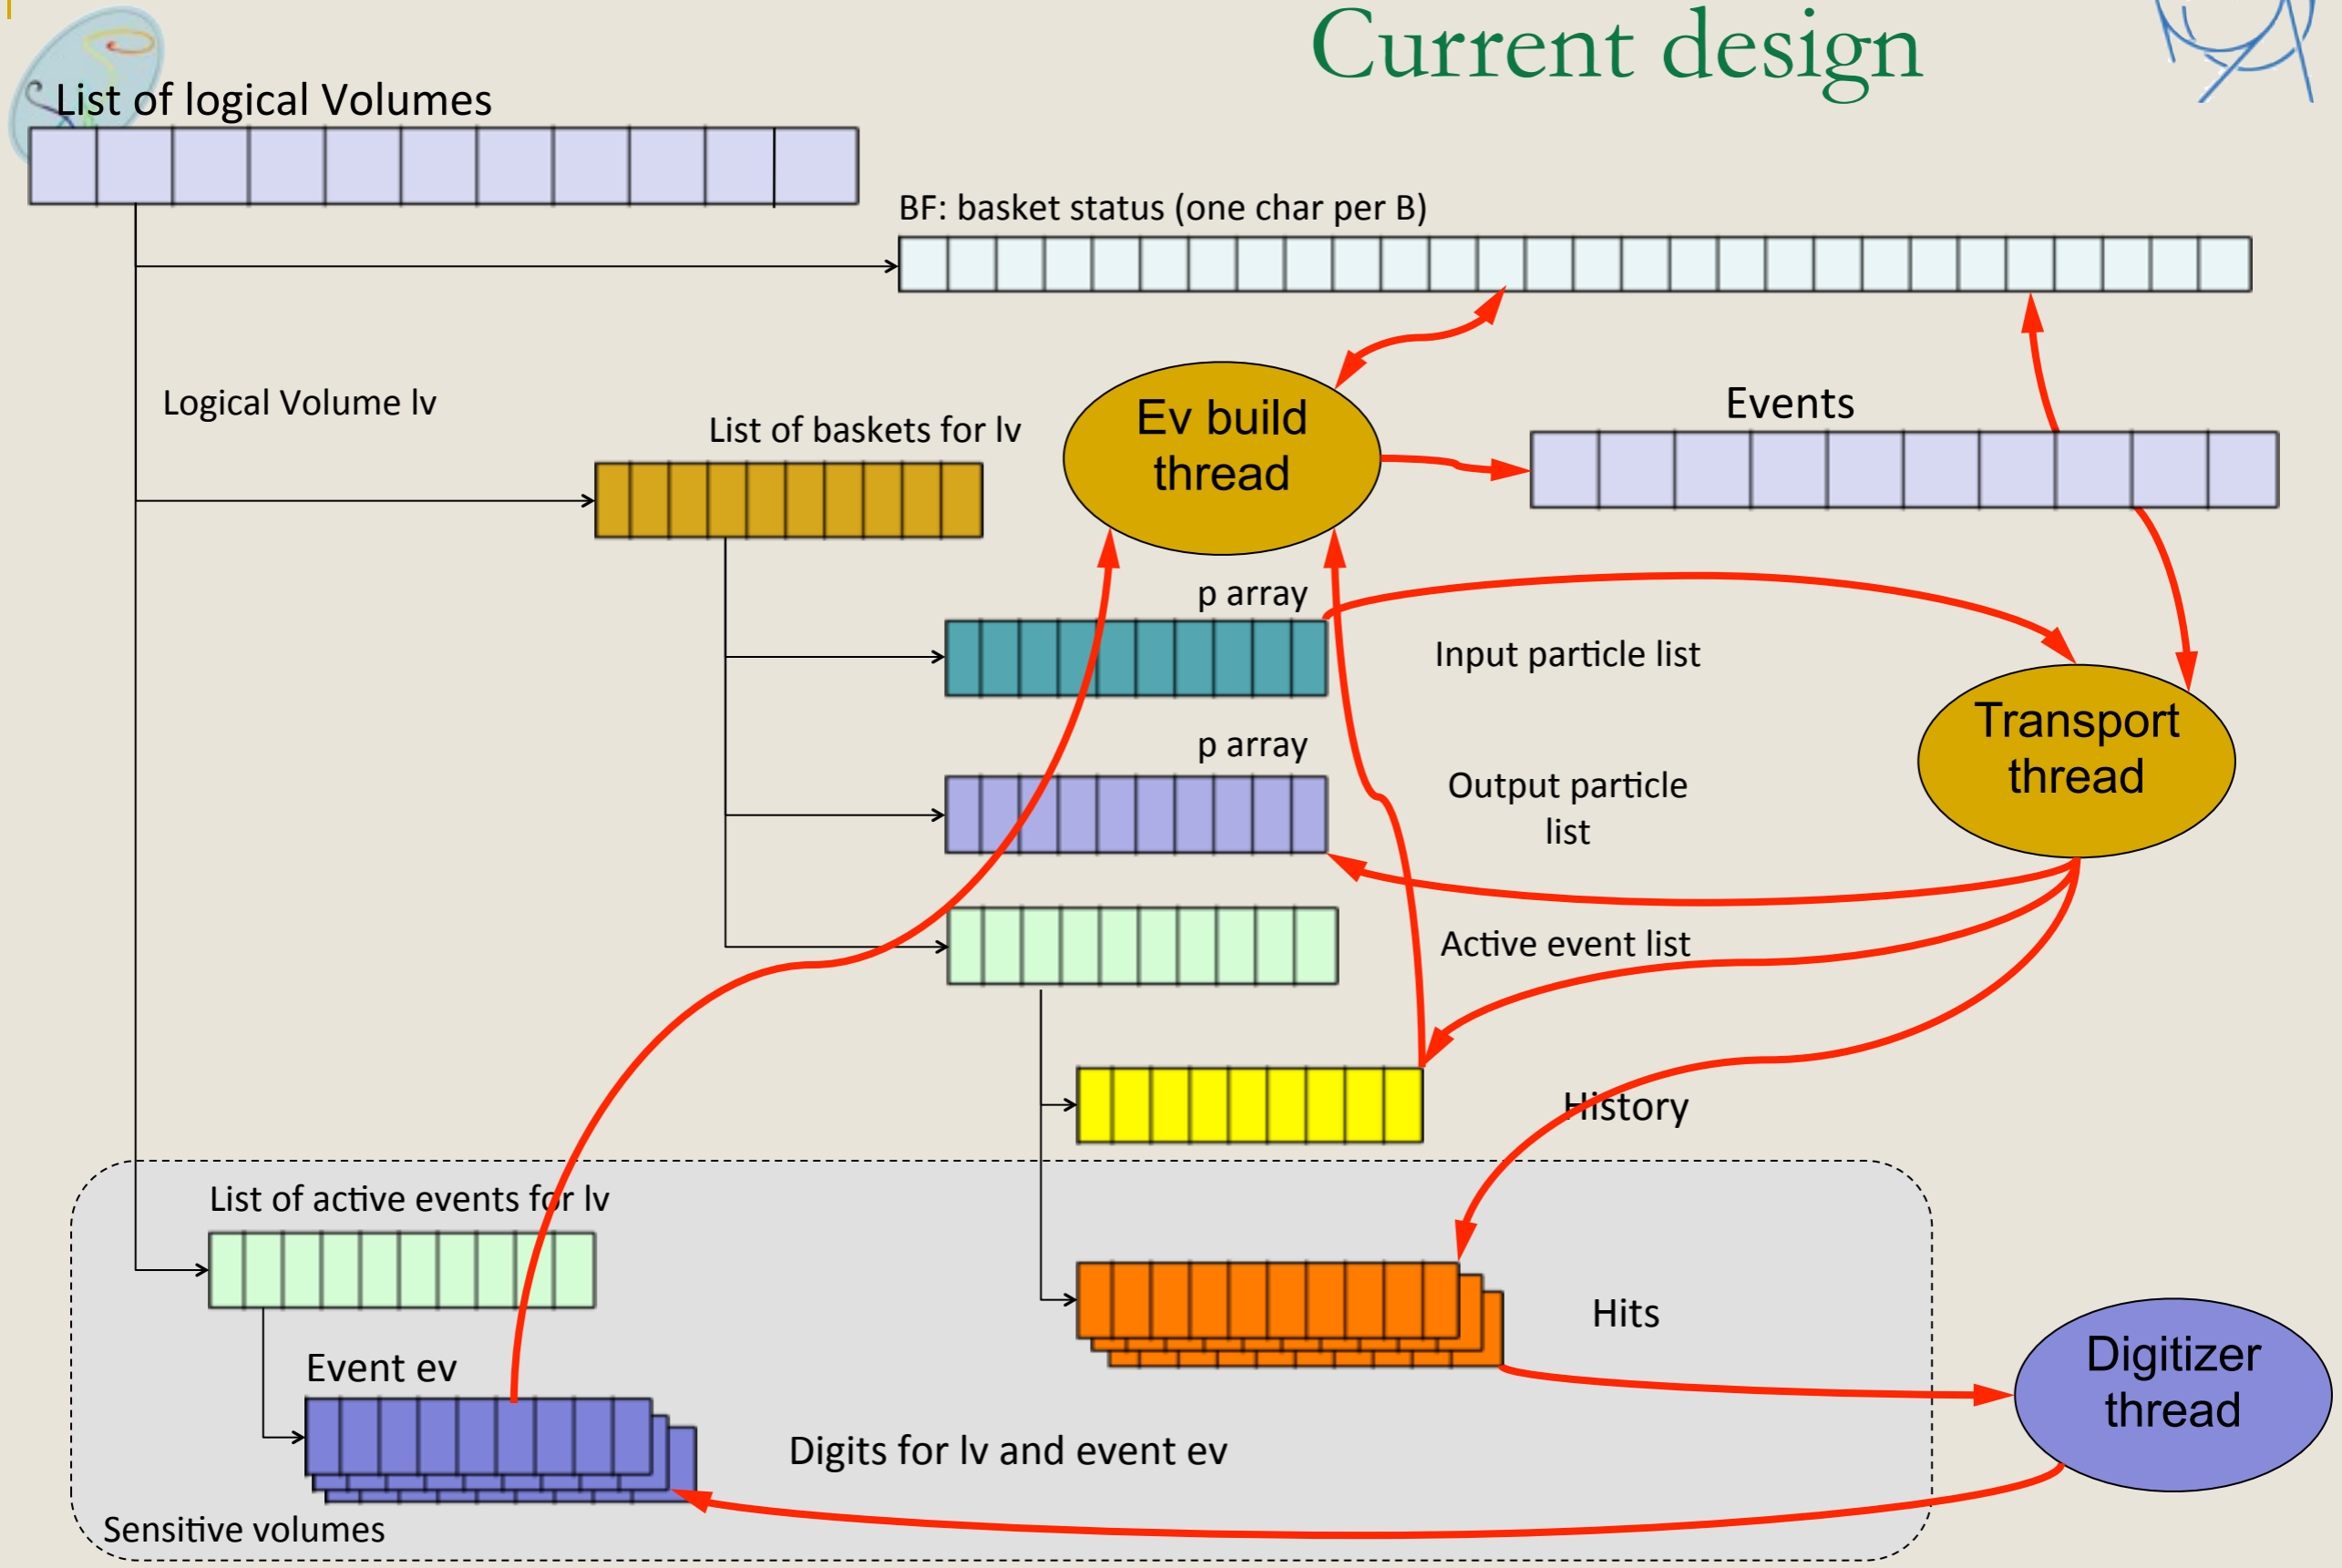 Current design
List of logical Volumes
BF: basket status (one char per B)
Logical Volume lv
List of baskets for lv
Ev build
thread
Events
p array
Input particle list
Transport
thread
p array
Output particle
list
Active event list
History
List of active events for lv
Hits
Event ev
Digitizer
thread
Digits for lv and event ev
Sensitive volumes